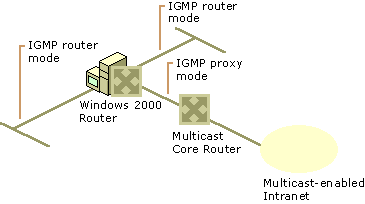 IGMP router
mode
IGMP router
mode
IGMP proxy
mode
Windows 2000
Router
Multicast
Core Router
Multicast-enabled
Intranet